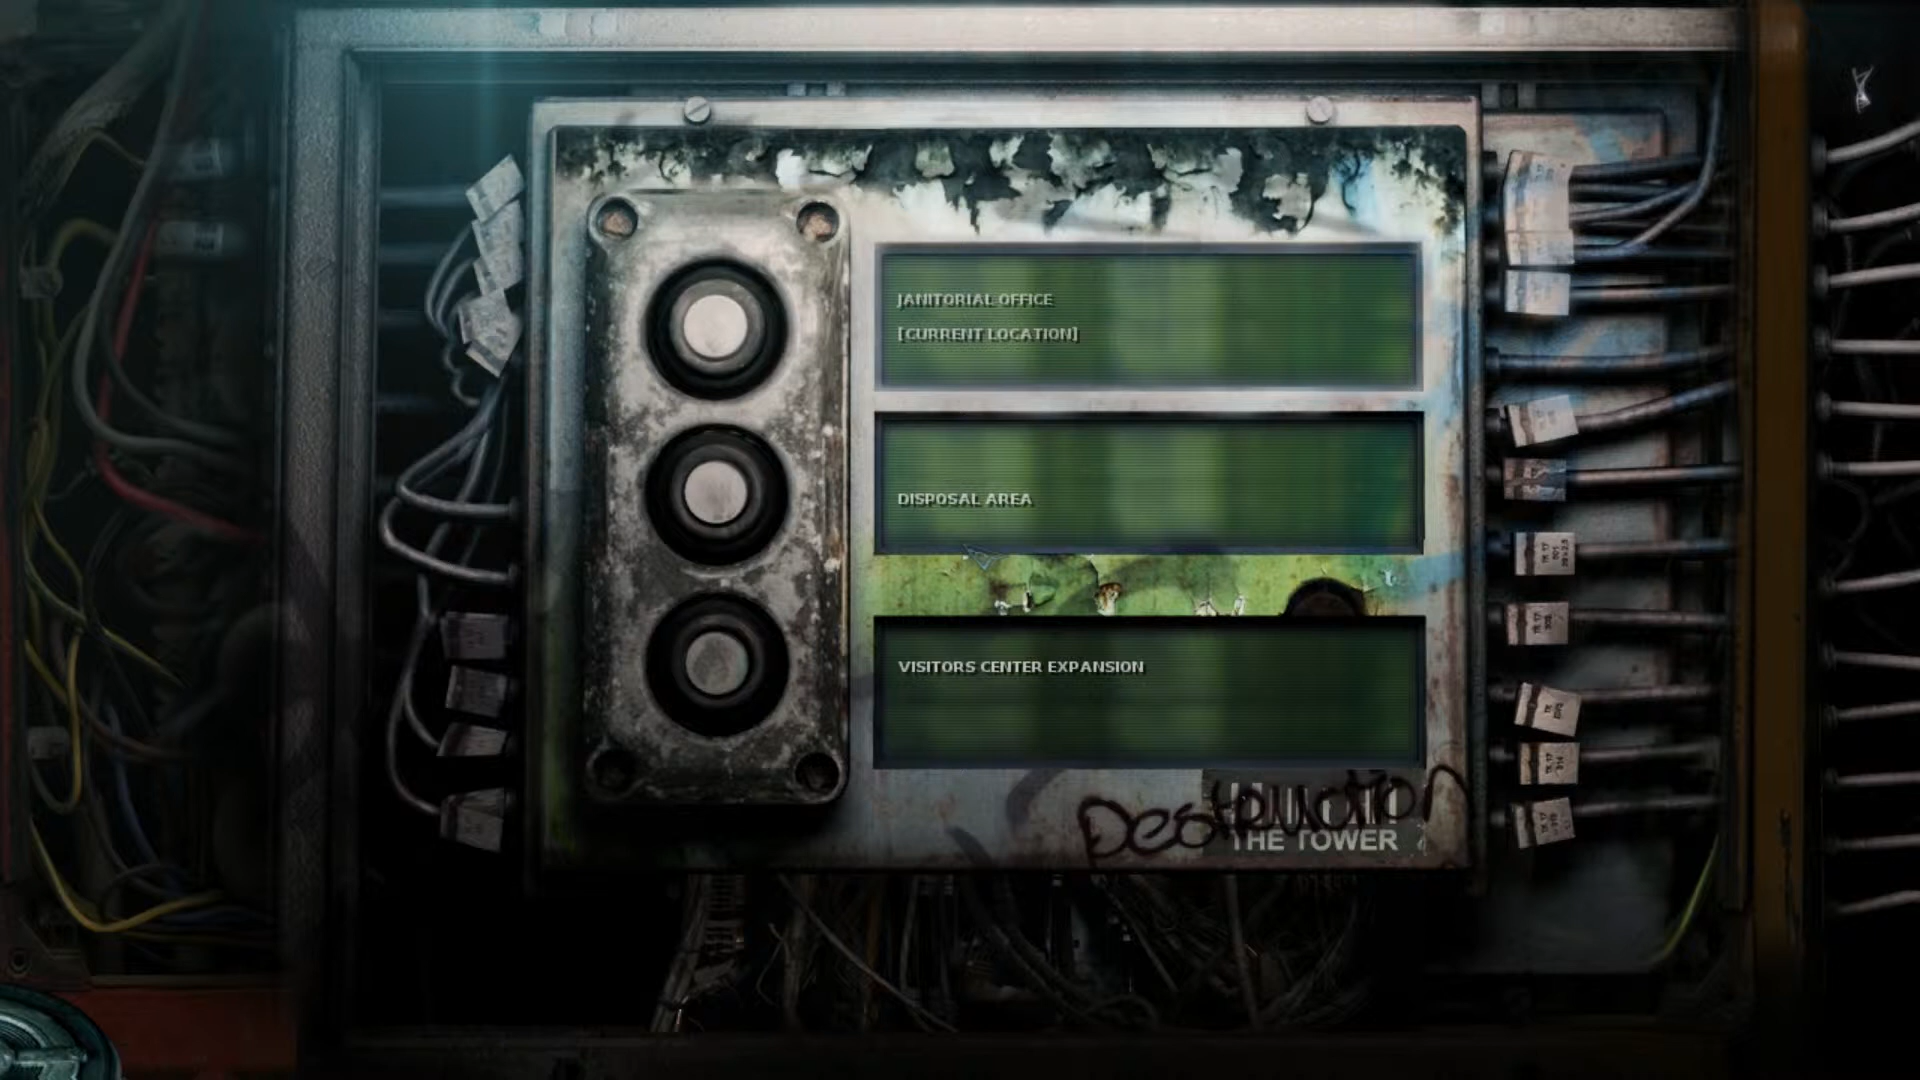 JANITORIAL OFFICE
[CURRENT LOCATION]
DISPOSAL AREA
VISITORS CENTER EXPANSION
Destruction
THE TOWER